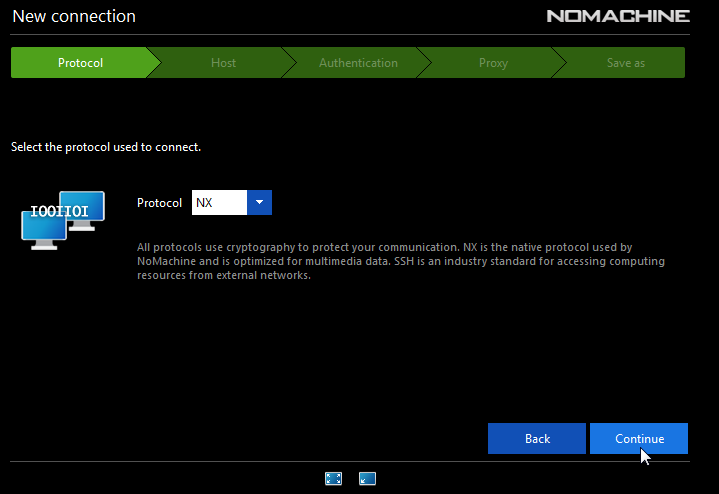 New connection
NOMACHINE
Protocol
Host
Authentication
Proxy
Save as
Select the protocol used to connect.
IOOIIOI
Protocol
NX
All protocols use cryptography to protect your communication. NX is the native protocol used by
NoMachine and is optimized for multimedia data. SSH is an industry standard for accessing computing
resources from external networks.
Back
Continue